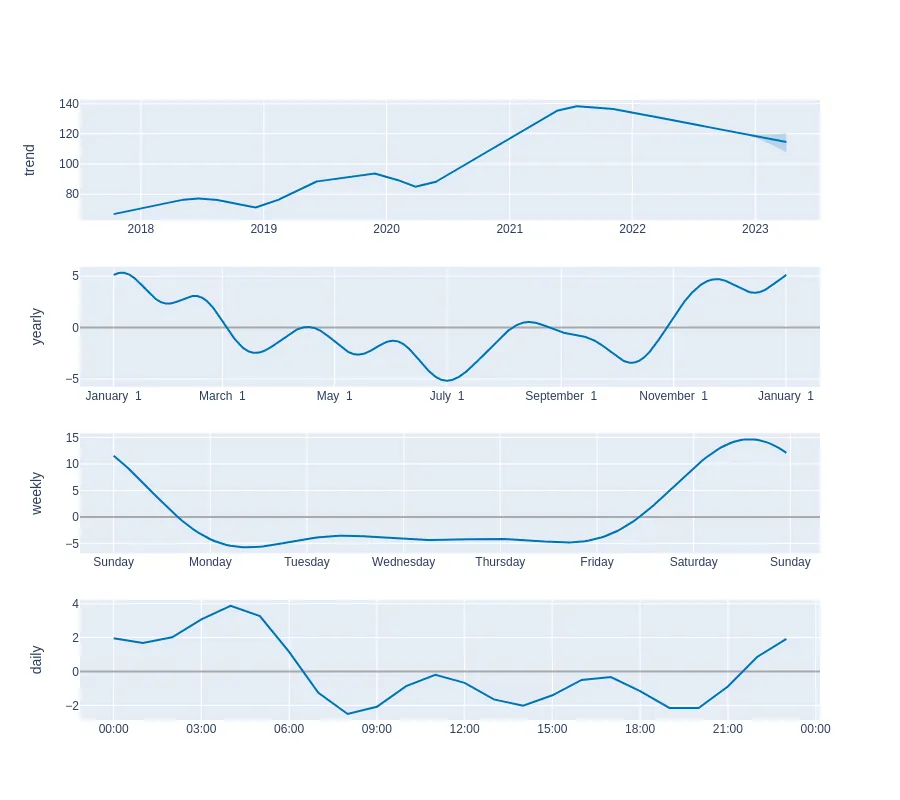 trend
140
120
100
80
2018 2019 2020 2021 2022 2023
yearly
5
0
−5
January 1 March 1 May 1 July 1 September 1 November 1 January 1
weekly
15
10
5
0
−5
Sunday Monday Tuesday Wednesday Thursday Friday Saturday Sunday
daily
4
2
0
−2
00:00 03:00 06:00 09:00 12:00 15:00 18:00 21:00 00:00